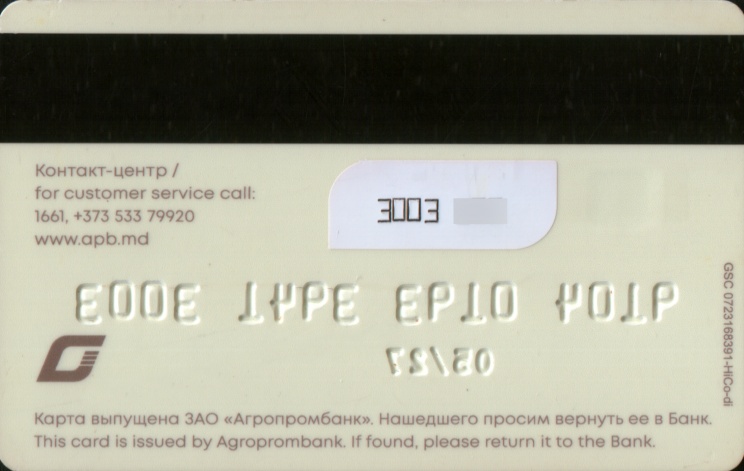 Контакт-центр /
for customer service call:
1661, +373 533 79920
www.apb.md
3003
GSC 0723168391-HiCo-di
Карта выпущена ЗАО «Агропромбанк». Нашедшего просим вернуть ее в Банк.
This card is issued by Agroprombank. If found, please return it to the Bank.